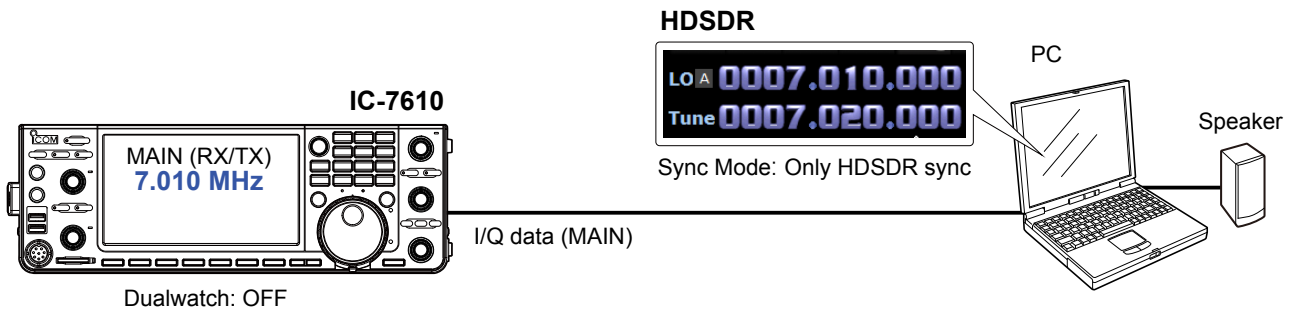 HDSDR
PC
LO A 0007.010.000
Tune 0007.020.000
IC-7610
Speaker
ICOM
MAIN (RX/TX)
7.010 MHz
Sync Mode: Only HDSDR sync
I/Q data (MAIN)
Dualwatch: OFF